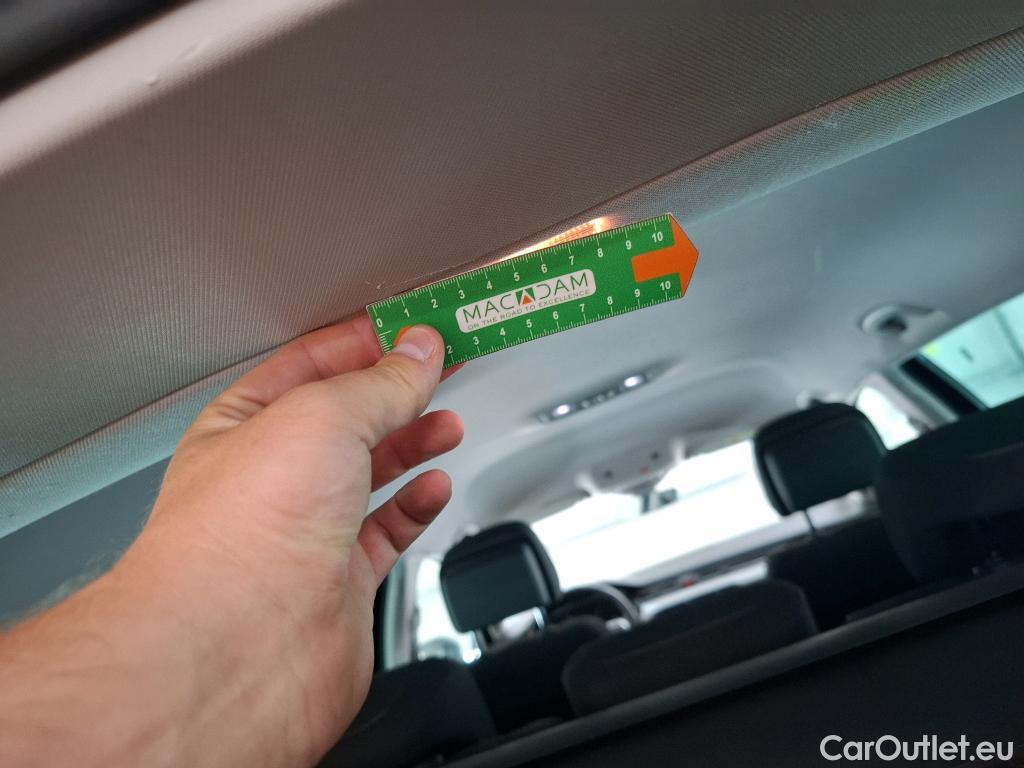 0 1 2 3 4 5 6 7 8 9 10
MACADAM
ON THE ROAD TO EXCELLENCE
2 3 4 5 6 7 8 9 10
CarOutlet.eu